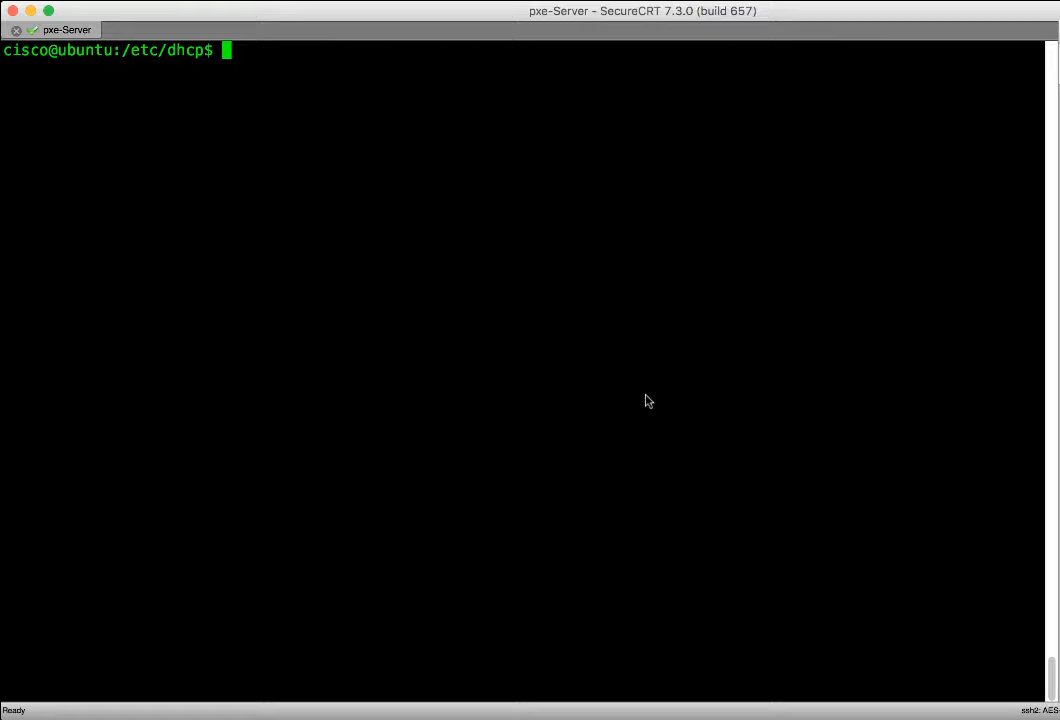 pxe-Server - SecureCRT 7.3.0 (build 657)
pxe-Server
cisco@ubuntu:/etc/dhcp$
Ready
ssh2: AES